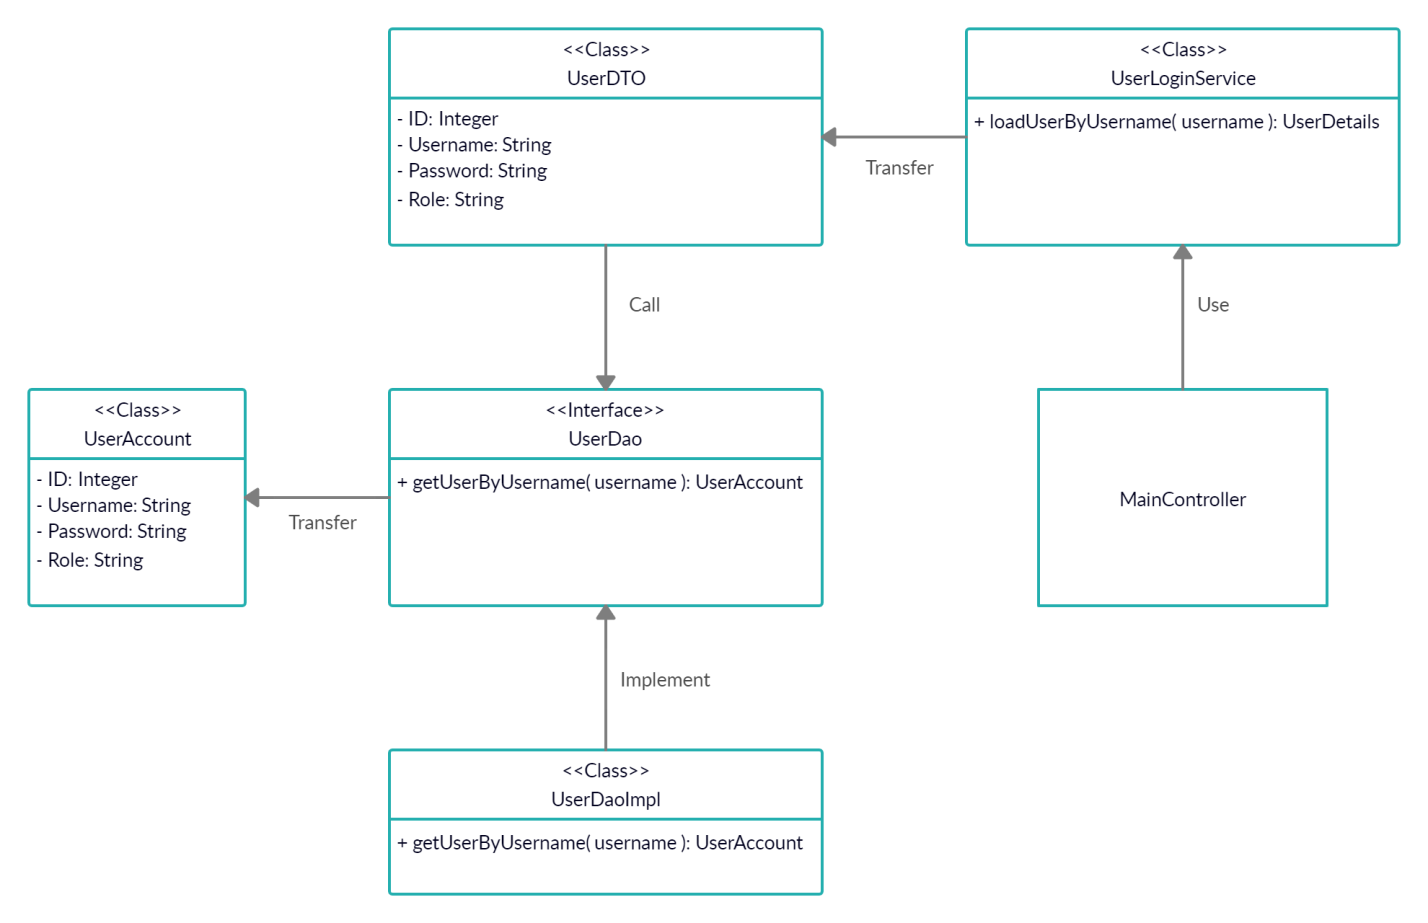 <<Class>>
UserDTO
- ID: Integer
- Username: String
- Password: String
- Role: String
<<Class>>
UserLoginService
+ loadUserByUsername( username ): UserDetails
Transfer
Call
Use
<<Class>>
UserAccount
- ID: Integer
- Username: String
- Password: String
- Role: String
Transfer
<<Interface>>
UserDao
+ getUserByUsername( username ): UserAccount
MainController
Implement
<<Class>>
UserDaoImpl
+ getUserByUsername( username ): UserAccount